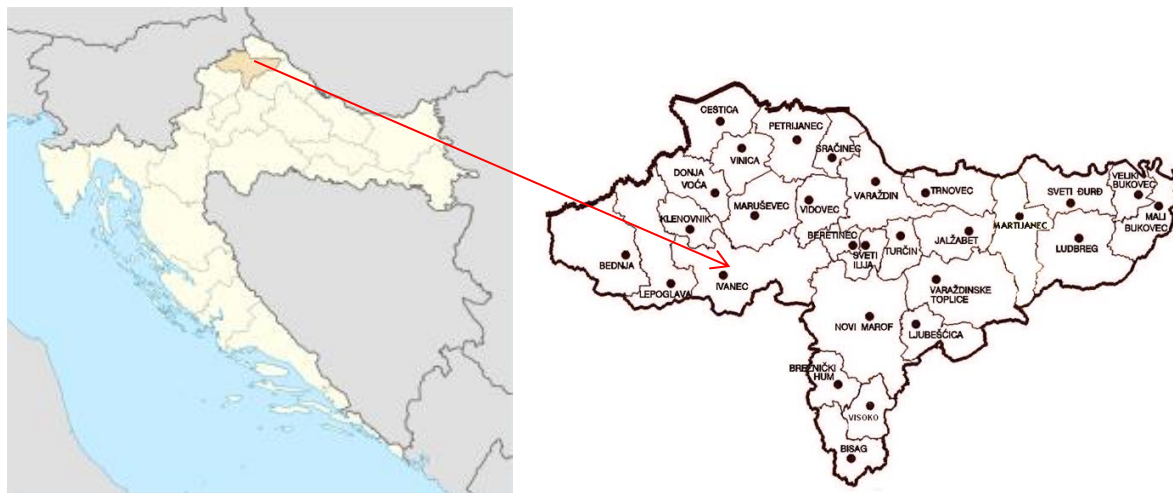 CESTICA
PETRIJANEC
SRAČINEC
VINICA
DONJA
VOĆA
VARAŽDIN
TRNOVEC
SVETI ĐURĐ
VELIKI
BUKOVEC
MALI
BUKOVEC
MARUŠEVEC
VIDOVEC
KLENOVNIK
MARTIJANEC
BERETINEC
SVETI
ILIJA
TURČIN
JALŽABET
LUDBREG
BEDNJA
LEPOGLAVA
IVANEC
VARAŽDINSKE
TOPLICE
NOVI MAROF
LJUBEŠĆICA
BREZNIČKI
HUM
VISOKO
BISAG